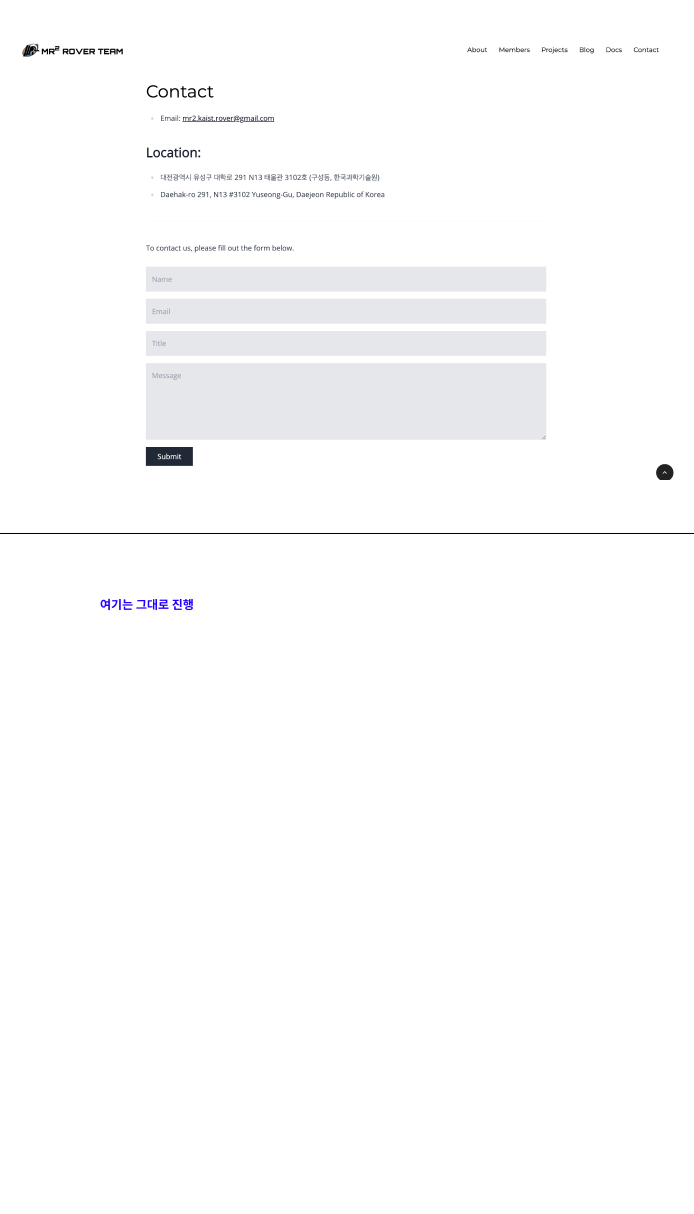 MR² ROVER TEAM
About Members Projects Blog Docs Contact
Contact
Email: mr2.kaist.rover@gmail.com
Location:
대전광역시 유성구 대학로 291 N13 태울관 3102호 (구성동, 한국과학기술원)
Daehak-ro 291, N13 #3102 Yuseong-Gu, Daejeon Republic of Korea
To contact us, please fill out the form below.
Name
Email
Title
Message
Submit
여기는 그대로 진행